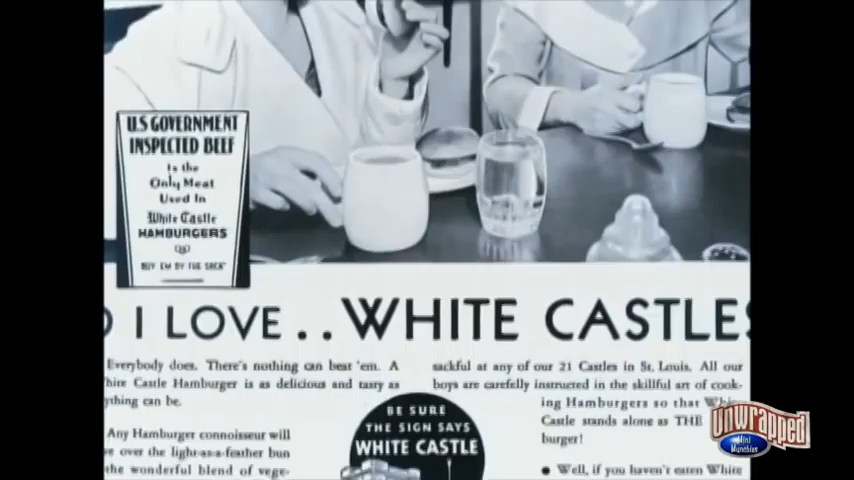 U.S GOVERNMENT
INSPECTED BEEF
Is the
Only Meat
Used In
White Castle
HAMBURGERS
BUY 'EM BY THE SACK"
I LOVE.. WHITE CASTLES
Everybody does. There's nothing can beat 'em. A
hite Castle Hamburger is as delicious and tasty as
ything can be.
Any Hamburger connoisseur will
e over the light-as-a-feather bun
the wonderful blend of vege-
BE SURE
THE SIGN SAYS
WHITE CASTLE
sackful at any of our 21 Castles in St. Louis. All our
boys are carefully instructed in the skillful art of cook-
ing Hamburgers so that
Castle stands alone as THE
burger!
Well, if you haven't eaten White
Unwrapped
Mini
Munchies